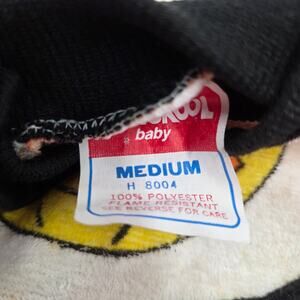 baby
MEDIUM
H 8004
100% POLYESTER
FLAME RESISTANT
SEE REVERSE FOR CARE